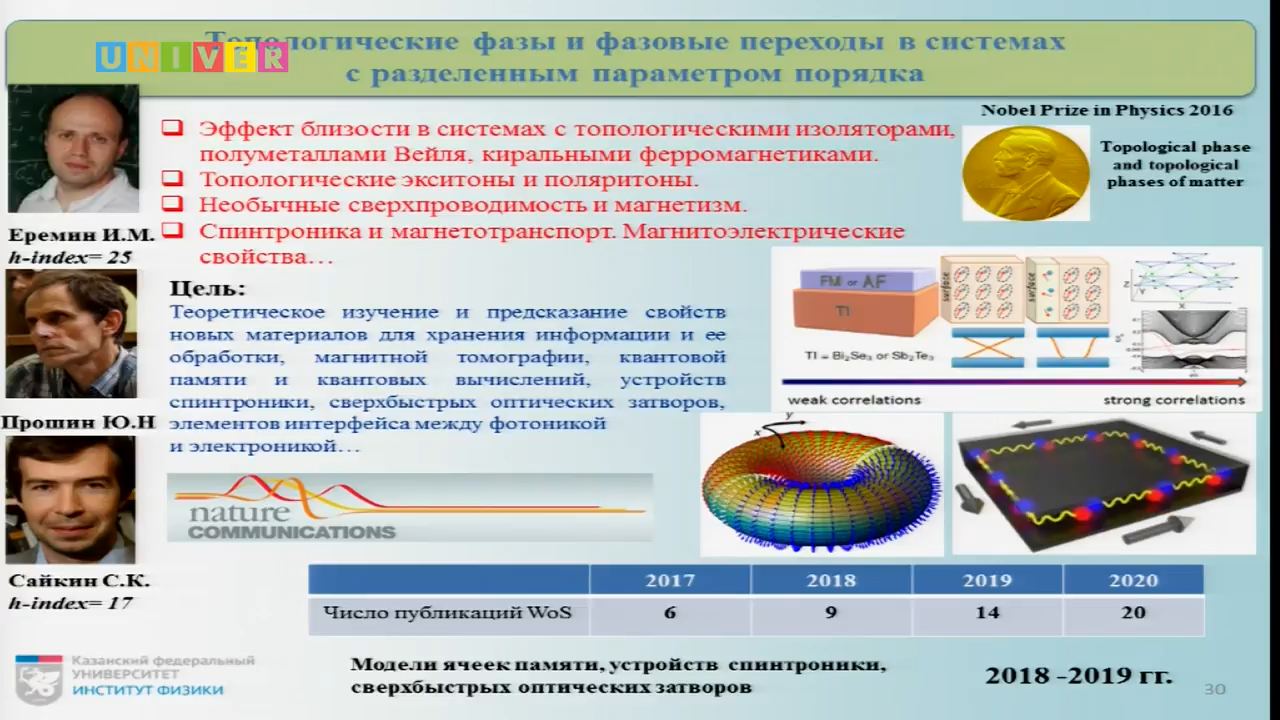 Топологические фазы и фазовые переходы в системах
с разделенным параметром порядка
UNIVER
Nobel Prize in Physics 2016
Topological phase
and topological
phases of matter
❑ Эффект близости в системах с топологическими изоляторами,
полуметаллами Вейля, киральными ферромагнетиками.
❑ Топологические экситоны и поляритоны.
❑ Необычные сверхпроводимость и магнетизм.
❑ Спинтроника и магнетотранспорт. Магнитоэлектрические
свойства…
Еремин И.М.
h-index= 25
Прошин Ю.Н
Сайкин С.К.
h-index= 17
Цель:
Теоретическое изучение и предсказание свойств
новых материалов для хранения информации и ее
обработки, магнитной томографии, квантовой
памяти и квантовых вычислений, устройств
спинтроники, сверхбыстрых оптических затворов,
элементов интерфейса между фотоникой
и электроникой…
FM or AF
TI
surface
surface
Z
Y
X
TI = Bi2Se3 or Sb2Te3
weak correlations strong correlations
y
x
nature
COMMUNICATIONS
2017 2018 2019 2020
Число публикаций WoS 6 9 14 20
Казанский федеральный
УНИВЕРСИТЕТ
ИНСТИТУТ ФИЗИКИ
Модели ячеек памяти, устройств спинтроники,
сверхбыстрых оптических затворов
2018 -2019 гг.
30